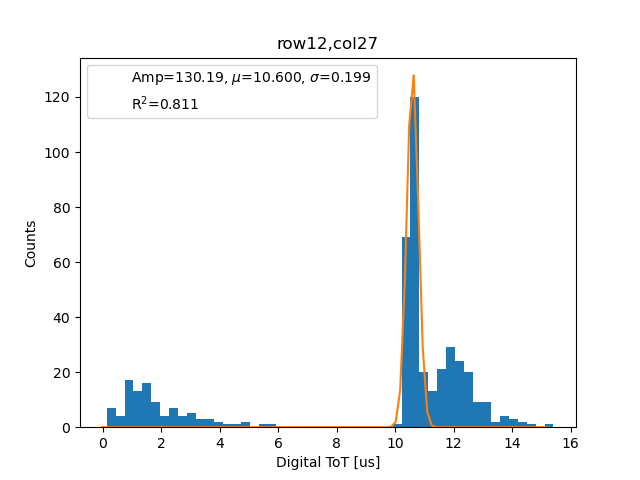 row12,col27
Amp=130.19, μ=10.600, σ=0.199
R²=0.811
120
100
80
60
40
20
0
Counts
0 2 4 6 8 10 12 14 16
Digital ToT [us]